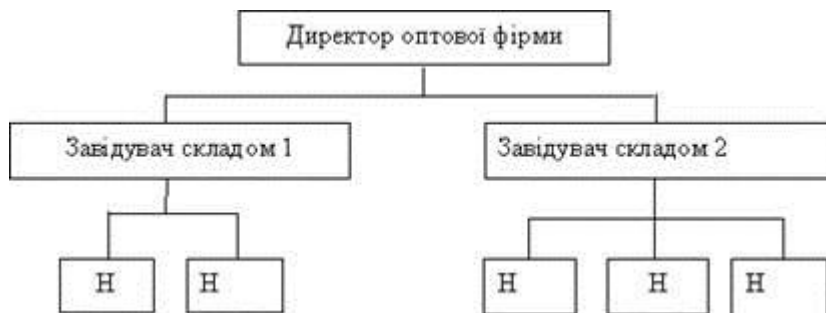 Директор оптової фірми
Завідувач складом 1
Завідувач складом 2
Н
Н
Н
Н
Н